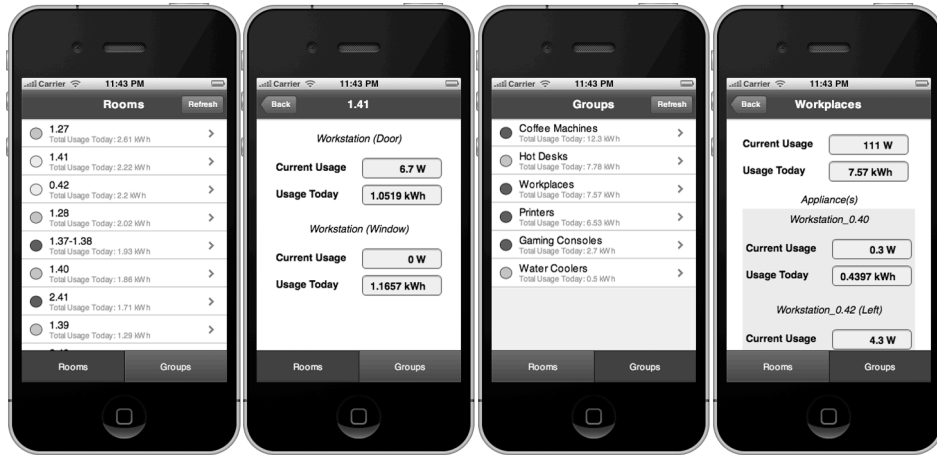 Carrier 11:43 PM
Rooms Refresh
1.27
Total Usage Today: 2.61 kWh
1.41
Total Usage Today: 2.22 kWh
0.42
Total Usage Today: 2.2 kWh
1.28
Total Usage Today: 2.02 kWh
1.37-1.38
Total Usage Today: 1.93 kWh
1.40
Total Usage Today: 1.86 kWh
2.41
Total Usage Today: 1.71 kWh
1.39
Total Usage Today: 1.29 kWh
Rooms Groups
Carrier 11:43 PM
Back 1.41
Workstation (Door)
Current Usage 6.7 W
Usage Today 1.0519 kWh
Workstation (Window)
Current Usage 0 W
Usage Today 1.1657 kWh
Rooms Groups
Carrier 11:43 PM
Groups Refresh
Coffee Machines
Total Usage Today: 12.3 kWh
Hot Desks
Total Usage Today: 7.78 kWh
Workplaces
Total Usage Today: 7.57 kWh
Printers
Total Usage Today: 6.53 kWh
Gaming Consoles
Total Usage Today: 2.7 kWh
Water Coolers
Total Usage Today: 0.5 kWh
Rooms Groups
Carrier 11:43 PM
Back Workplaces
Current Usage 111 W
Usage Today 7.57 kWh
Appliance(s)
Workstation_0.40
Current Usage 0.3 W
Usage Today 0.4397 kWh
Workstation_0.42 (Left)
Current Usage 4.3 W
Rooms Groups